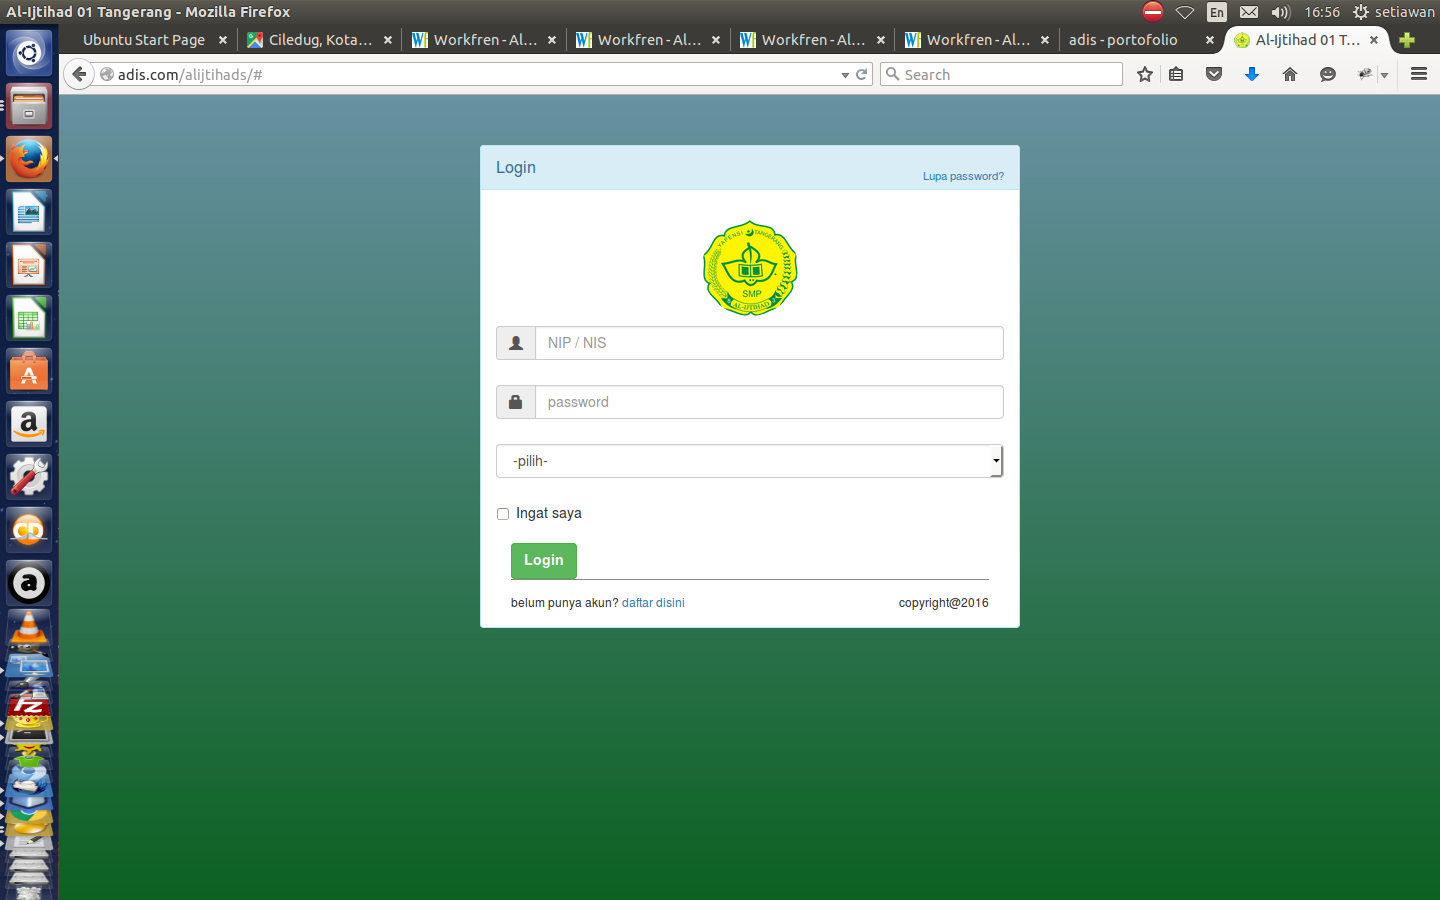 Al-Ijtihad 01 Tangerang - Mozilla Firefox
En
16:56
setiawan
Ubuntu Start Page
Ciledug, Kota...
Workfren - Al...
Workfren - Al...
Workfren - Al...
Workfren - Al...
adis - portofolio
Al-Ijtihad 01 T...
adis.com/alijtihads/#
Search
Login
Lupa password?
YAPENSI TANGERANG
SMP
AL-IJTIHAD
NIP / NIS
password
-pilih-
Ingat saya
Login
belum punya akun? daftar disini
copyright@2016